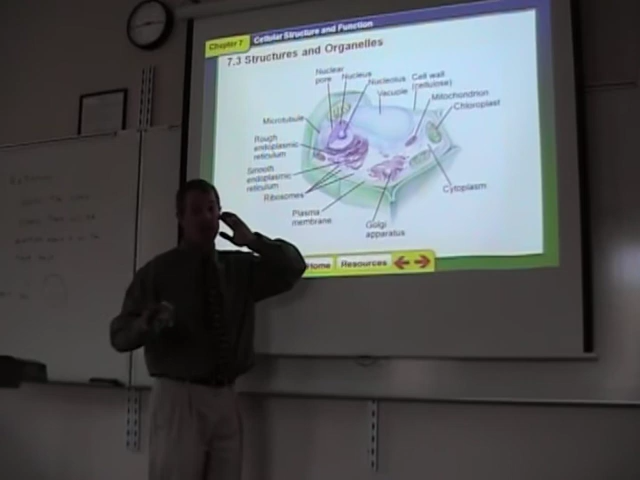 Chapter 7 Cellular Structure and Function
7.3 Structures and Organelles
Nuclear
pore
Nucleus
Nucleolus
Vacuole
Cell wall
(cellulose)
Mitochondrion
Chloroplast
Microtubule
Rough
endoplasmic
reticulum
Smooth
endoplasmic
reticulum
Ribosomes
Plasma
membrane
Golgi
apparatus
Cytoplasm
Home Resources